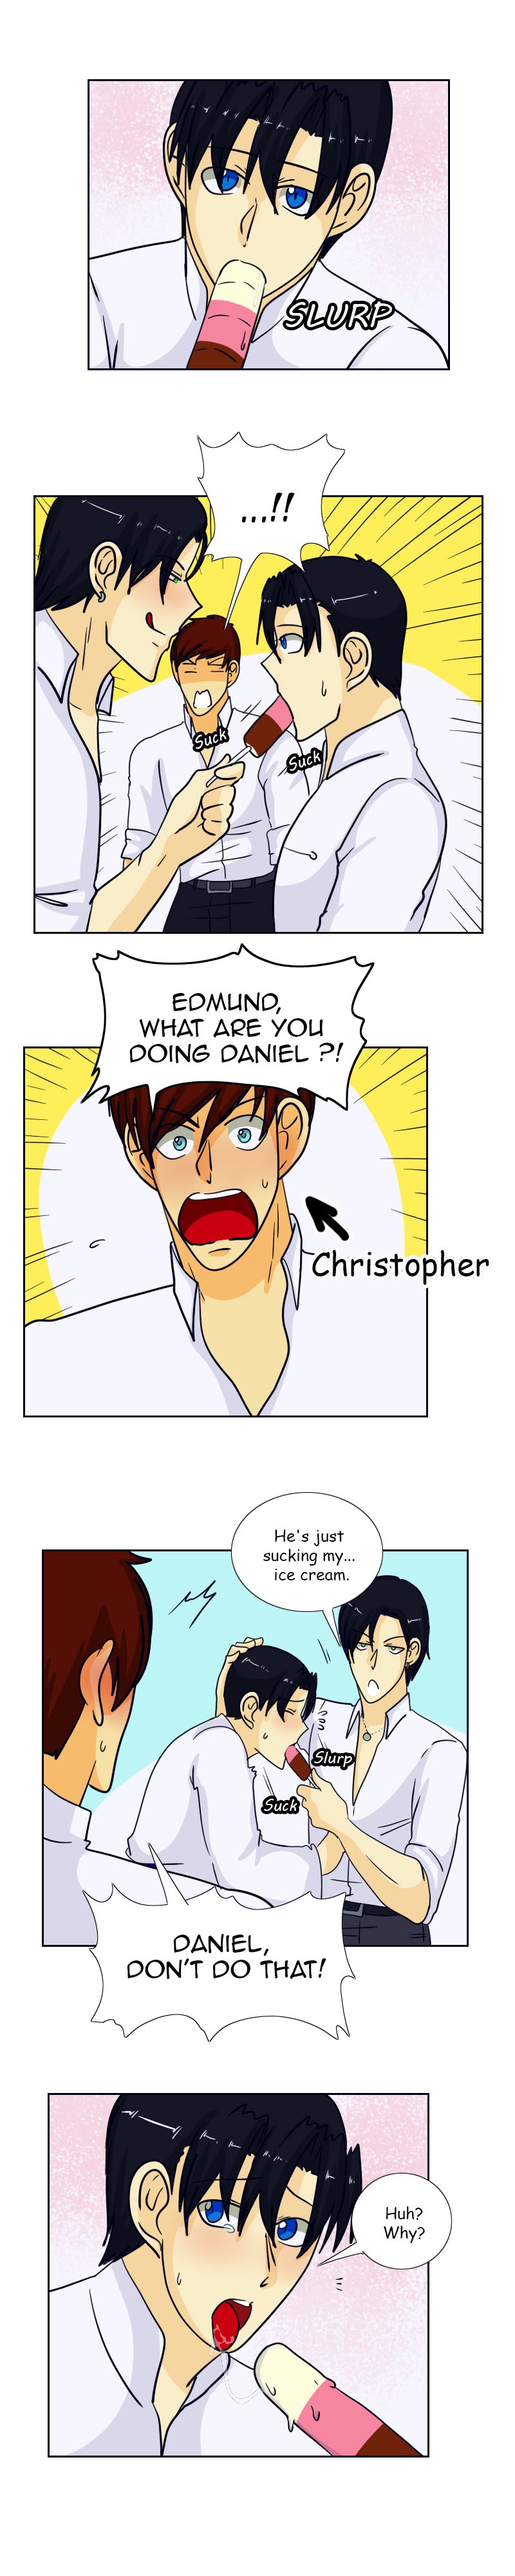 SLURP
...!!
Suck
Suck
EDMUND,
WHAT ARE YOU
DOING DANIEL ?!
Christopher
He's just
sucking my...
ice cream.
Slurp
Suck
DANIEL,
DON'T DO THAT!
Huh?
Why?